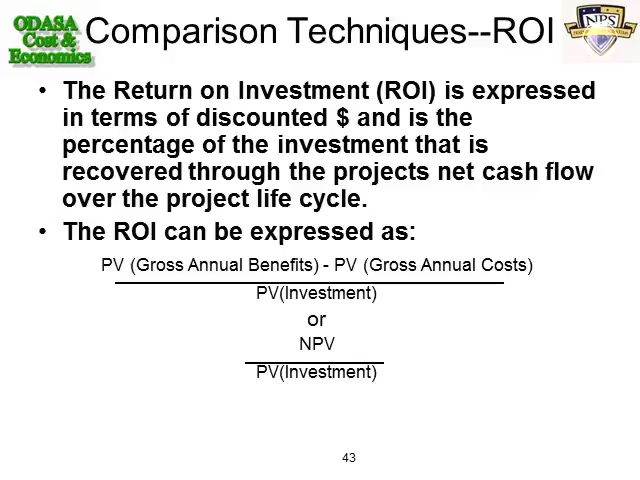 ODASA
Cost &
Economics
Comparison Techniques--ROI
NPS
• The Return on Investment (ROI) is expressed
in terms of discounted $ and is the
percentage of the investment that is
recovered through the projects net cash flow
over the project life cycle.
• The ROI can be expressed as:
PV (Gross Annual Benefits) - PV (Gross Annual Costs)
PV(Investment)
or
NPV
PV(Investment)
43